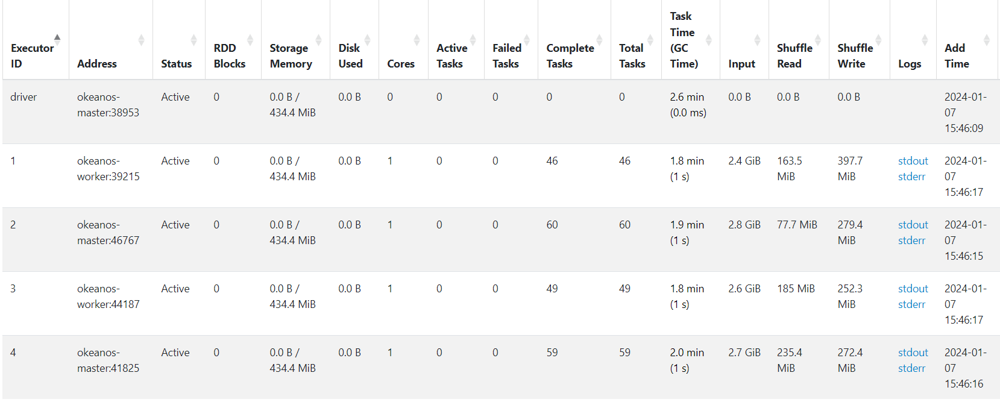 Executor ID Address Status RDD Blocks Storage Memory Disk Used Cores Active Tasks Failed Tasks Complete Tasks Total Tasks Task Time (GC Time) Input Shuffle Read Shuffle Write Logs Add Time
driver okeanos-master:38953 Active 0 0.0 B / 434.4 MiB 0.0 B 0 0 0 0 0 2.6 min (0.0 ms) 0.0 B 0.0 B 0.0 B 2024-01-07 15:46:09
1 okeanos-worker:39215 Active 0 0.0 B / 434.4 MiB 0.0 B 1 0 0 46 46 1.8 min (1 s) 2.4 GiB 163.5 MiB 397.7 MiB stdout stderr 2024-01-07 15:46:17
2 okeanos-master:46767 Active 0 0.0 B / 434.4 MiB 0.0 B 1 0 0 60 60 1.9 min (1 s) 2.8 GiB 77.7 MiB 279.4 MiB stdout stderr 2024-01-07 15:46:15
3 okeanos-worker:44187 Active 0 0.0 B / 434.4 MiB 0.0 B 1 0 0 49 49 1.8 min (1 s) 2.6 GiB 185 MiB 252.3 MiB stdout stderr 2024-01-07 15:46:17
4 okeanos-master:41825 Active 0 0.0 B / 434.4 MiB 0.0 B 1 0 0 59 59 2.0 min (1 s) 2.7 GiB 235.4 MiB 272.4 MiB stdout stderr 2024-01-07 15:46:16